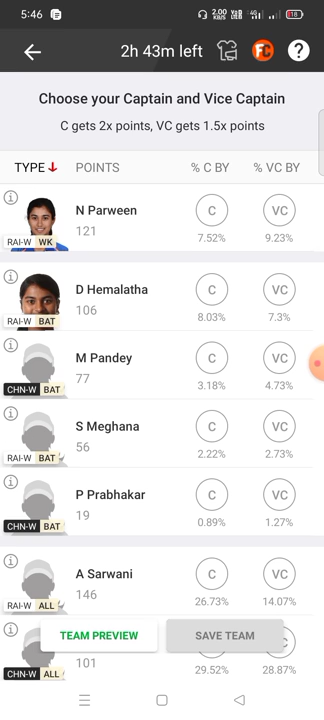 5:46
2.00 KB/S
Vo LTE
4G
18
2h 43m left
FC
?
Choose your Captain and Vice Captain
C gets 2x points, VC gets 1.5x points
TYPE POINTS % C BY % VC BY
i
N Parween
121
C
VC
7.52%
9.23%
RAI-W WK
i
D Hemalatha
106
C
VC
8.03%
7.3%
RAI-W BAT
i
M Pandey
77
C
VC
3.18%
4.73%
CHN-W BAT
i
S Meghana
56
C
VC
2.22%
2.73%
RAI-W BAT
i
P Prabhakar
19
C
VC
0.89%
1.27%
CHN-W BAT
i
A Sarwani
146
C
VC
26.73%
14.07%
RAI-W ALL
i
TEAM PREVIEW
SAVE TEAM
101
29.52%
28.87%
CHN-W ALL